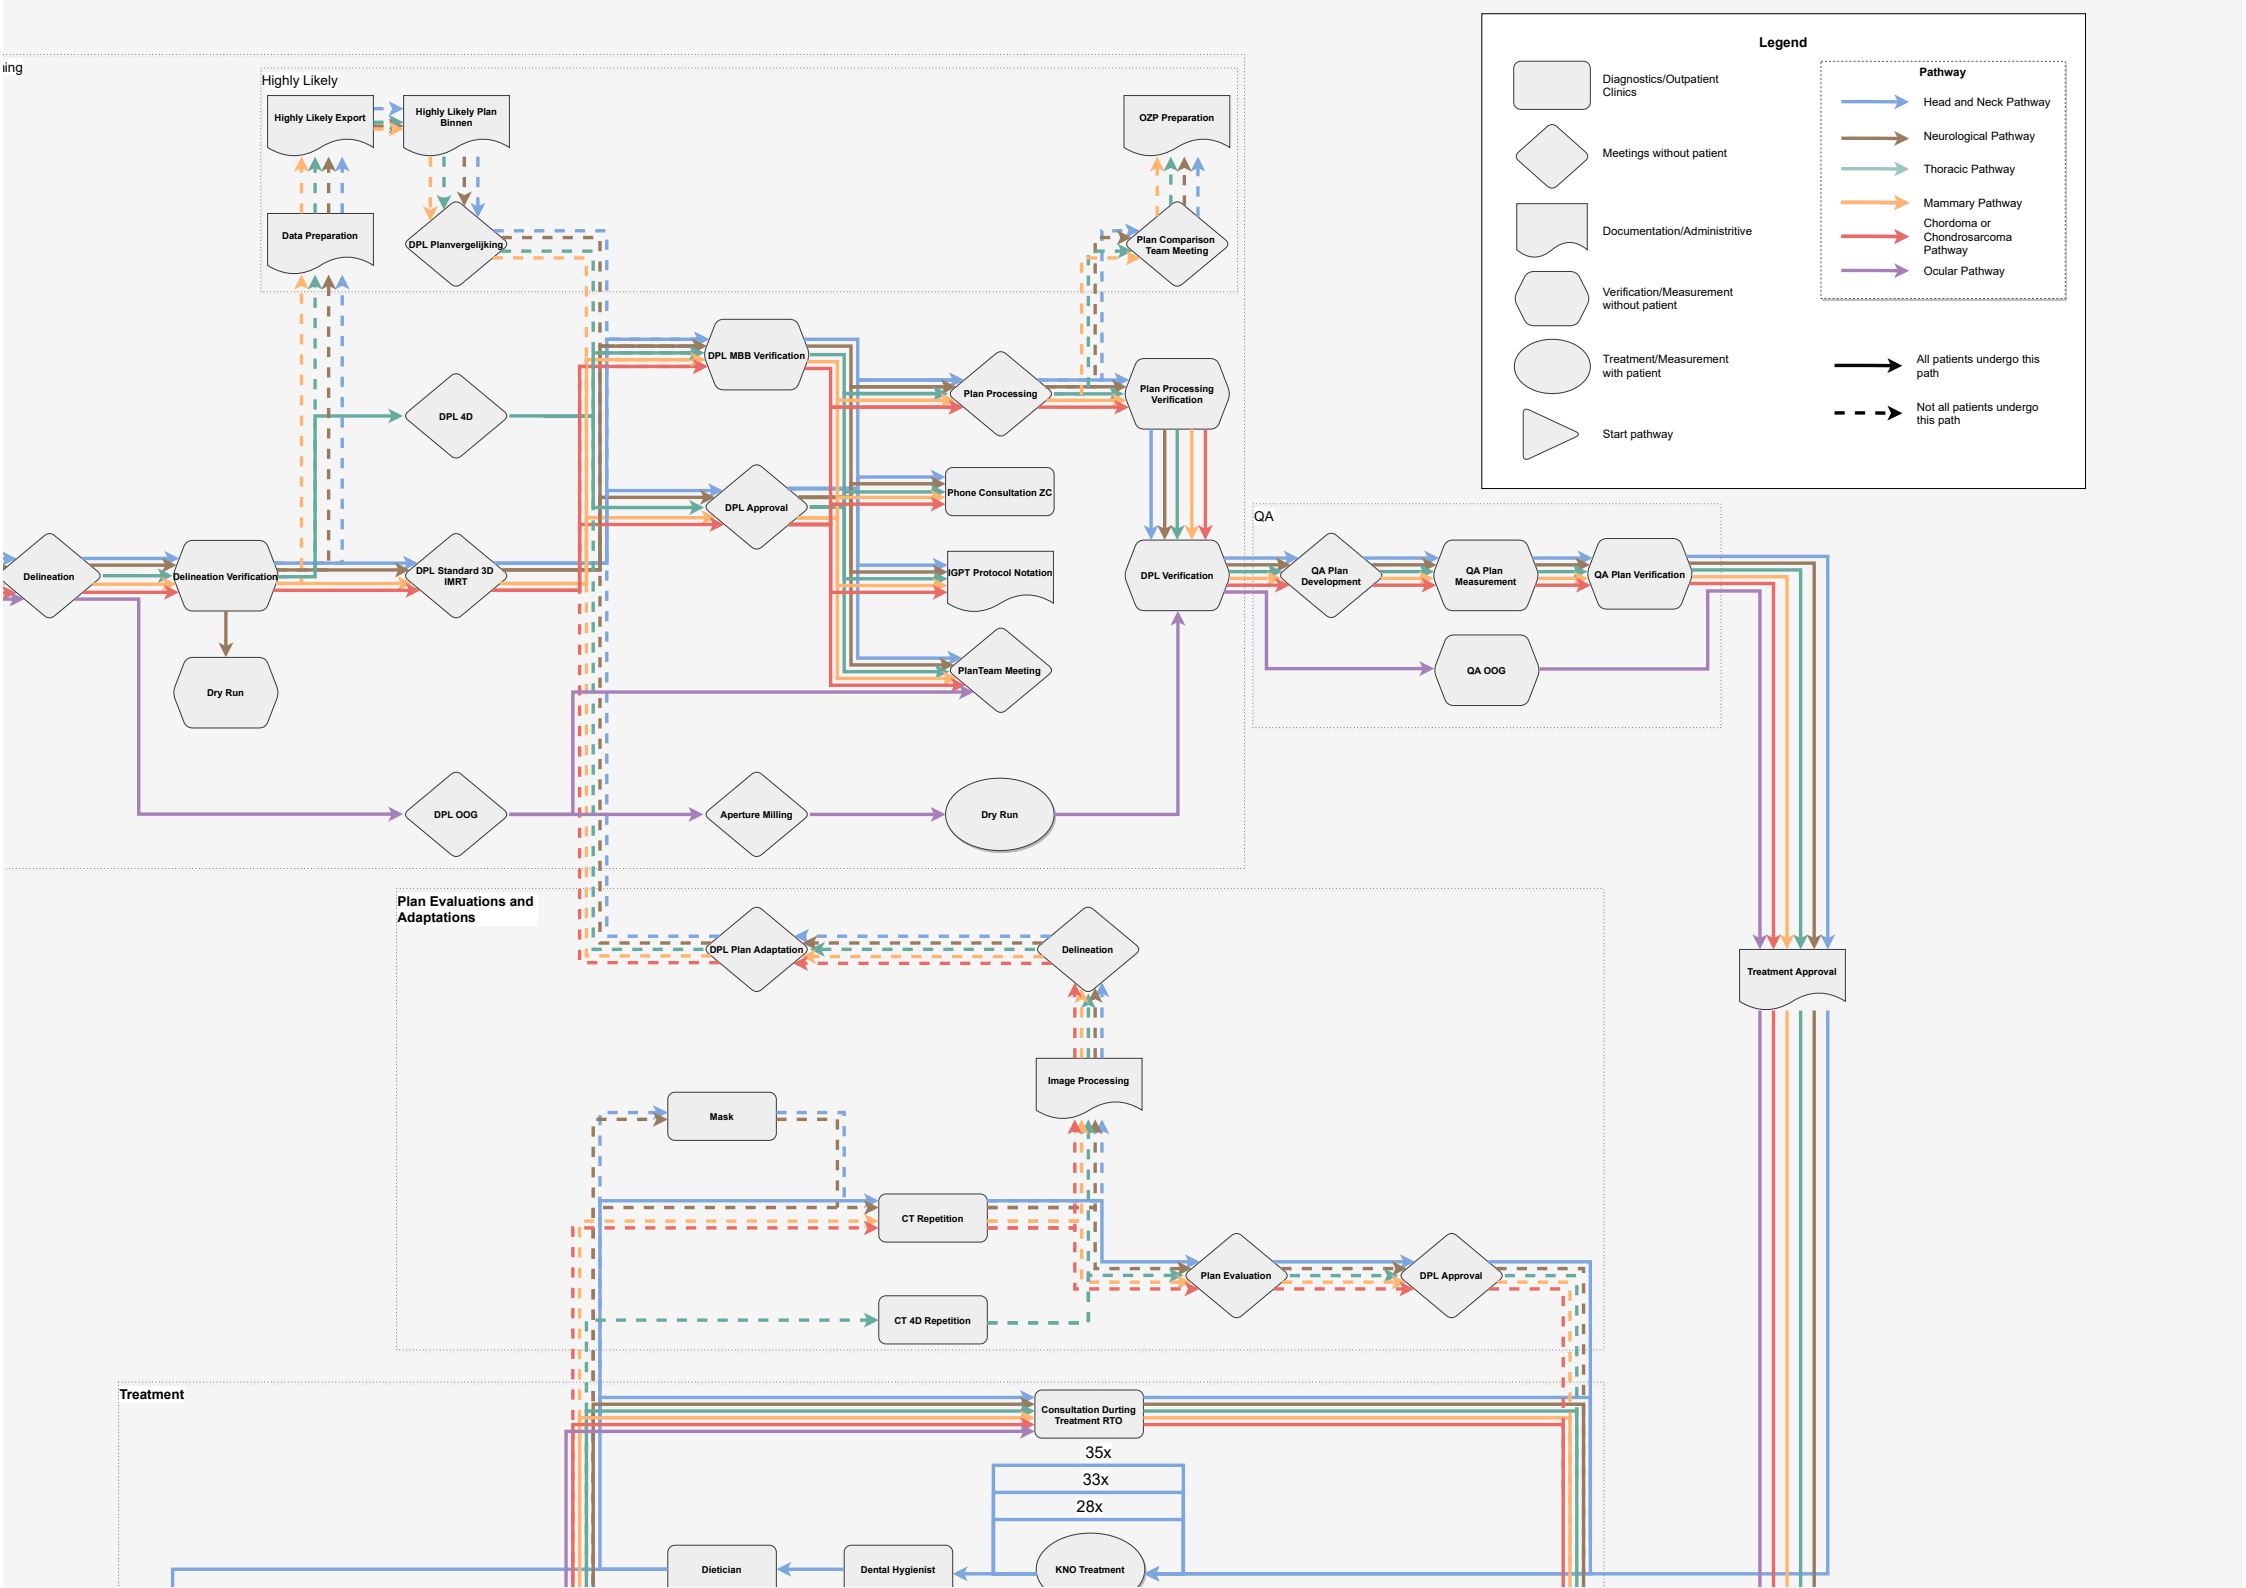 Legend
Pathway
Diagnostics/Outpatient
Clinics
Meetings without patient
Documentation/Administritive
Verification/Measurement
without patient
Treatment/Measurement
with patient
Start pathway
Head and Neck Pathway
Neurological Pathway
Thoracic Pathway
Mammary Pathway
Chordoma or
Chondrosarcoma
Pathway
Ocular Pathway
All patients undergo this
path
Not all patients undergo
this path
Highly Likely
Highly Likely Export
Highly Likely Plan
Binnen
OZP Preparation
Data Preparation
DPL Planvergelijking
Plan Comparison
Team Meeting
DPL MBB Verification
DPL 4D
Plan Processing
Plan Processing
Verification
DPL Approval
Phone Consultation ZC
QA
Delineation
Delineation Verification
DPL Standard 3D
IMRT
IGPT Protocol Notation
DPL Verification
QA Plan
Development
QA Plan
Measurement
QA Plan Verification
Dry Run
PlanTeam Meeting
QA OOG
DPL OOG
Aperture Milling
Dry Run
Plan Evaluations and
Adaptations
DPL Plan Adaptation
Delineation
Treatment Approval
Image Processing
Mask
CT Repetition
Plan Evaluation
DPL Approval
CT 4D Repetition
Treatment
Consultation Durting
Treatment RTO
35x
33x
28x
Dietician
Dental Hygienist
KNO Treatment